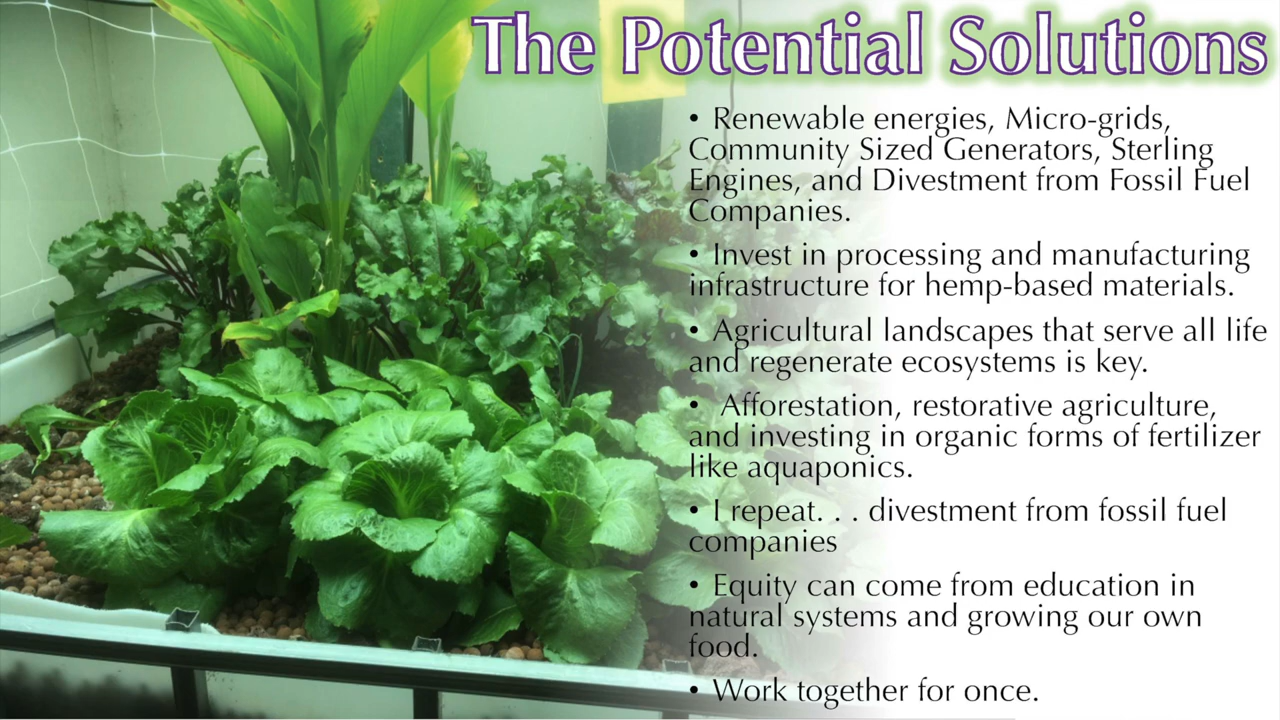 The Potential Solutions
• Renewable energies, Micro-grids,
Community Sized Generators, Sterling
Engines, and Divestment from Fossil Fuel
Companies.
• Invest in processing and manufacturing
infrastructure for hemp-based materials.
• Agricultural landscapes that serve all life
and regenerate ecosystems is key.
• Afforestation, restorative agriculture,
and investing in organic forms of fertilizer
like aquaponics.
• I repeat. . . divestment from fossil fuel
companies
• Equity can come from education in
natural systems and growing our own
food.
• Work together for once.